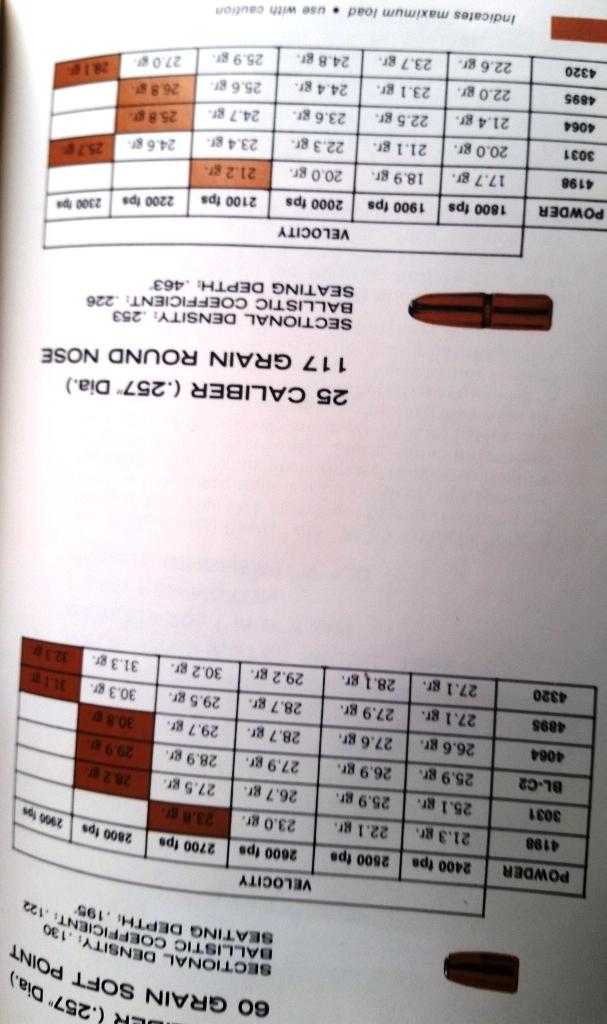 (.257" Dia.)
60 GRAIN SOFT POINT
SECTIONAL DENSITY: .130
BALLISTIC COEFFICIENT: .122
SEATING DEPTH: .195"
VELOCITY
POWDER 2400 fps 2500 fps 2600 fps 2700 fps 2800 fps 2900 fps
4198 21.3 gr. 22.1 gr. 23.0 gr. 23.8 gr.
3031 25.1 gr. 25.9 gr. 26.7 gr. 27.5 gr. 28.2 gr.
BL-C2 25.9 gr. 26.9 gr. 27.9 gr. 28.9 gr. 29.9 gr.
4064 26.6 gr. 27.6 gr. 28.7 gr. 29.7 gr. 30.8 gr.
4895 27.1 gr. 27.9 gr. 28.7 gr. 29.5 gr. 30.3 gr. 31.1 gr.
4320 27.1 gr. 28.1 gr. 29.2 gr. 30.2 gr. 31.3 gr. 32.3 gr.
25 CALIBER (.257" Dia.)
117 GRAIN ROUND NOSE
SECTIONAL DENSITY: .253
BALLISTIC COEFFICIENT: .226
SEATING DEPTH: .463"
VELOCITY
POWDER 1800 fps 1900 fps 2000 fps 2100 fps 2200 fps 2300 fps
4198 17.7 gr. 18.9 gr. 20.0 gr. 21.2 gr.
3031 20.0 gr. 21.1 gr. 22.3 gr. 23.4 gr. 24.6 gr. 25.7 gr.
4064 21.4 gr. 22.5 gr. 23.6 gr. 24.7 gr. 25.8 gr.
4895 22.0 gr. 23.1 gr. 24.4 gr. 25.6 gr. 26.8 gr.
4320 22.6 gr. 23.7 gr. 24.8 gr. 25.9 gr. 27.0 gr. 28.1 gr.
Indicates maximum load • use with caution